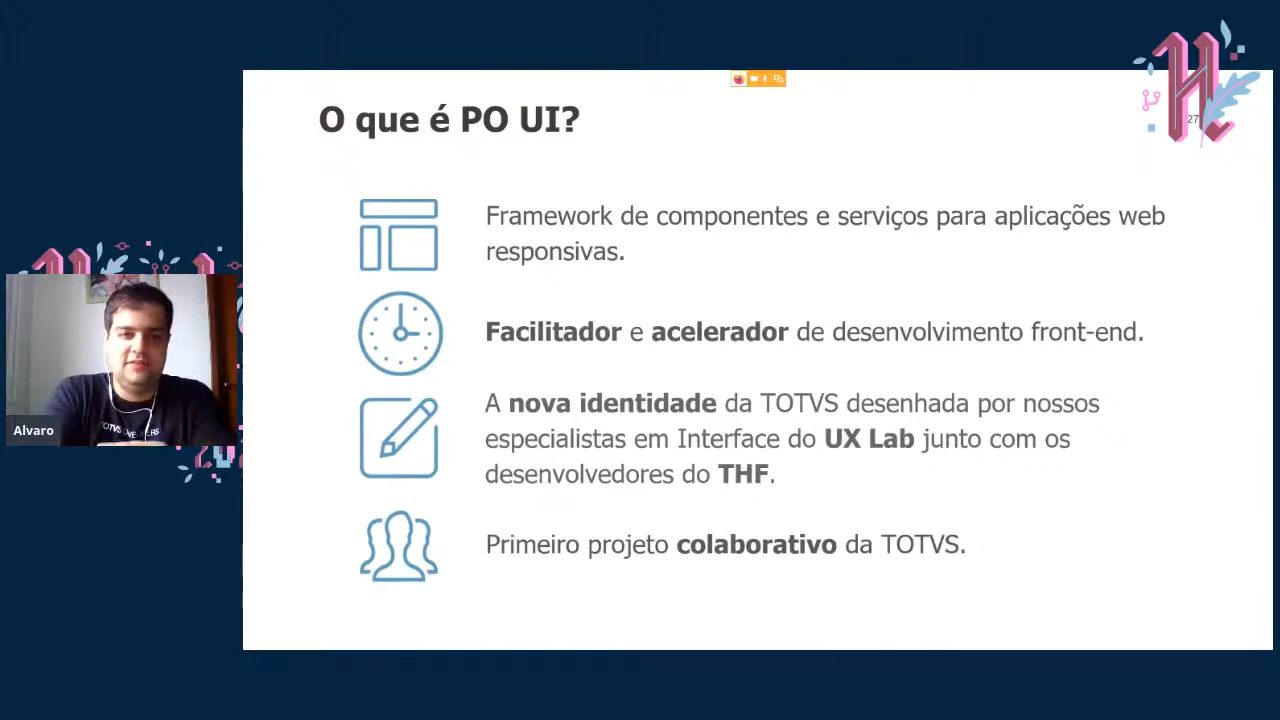 O que é PO UI?
27
Framework de componentes e serviços para aplicações web
responsivas.
Facilitador e acelerador de desenvolvimento front-end.
A nova identidade da TOTVS desenhada por nossos
especialistas em Interface do UX Lab junto com os
desenvolvedores do THF.
Primeiro projeto colaborativo da TOTVS.
Alvaro